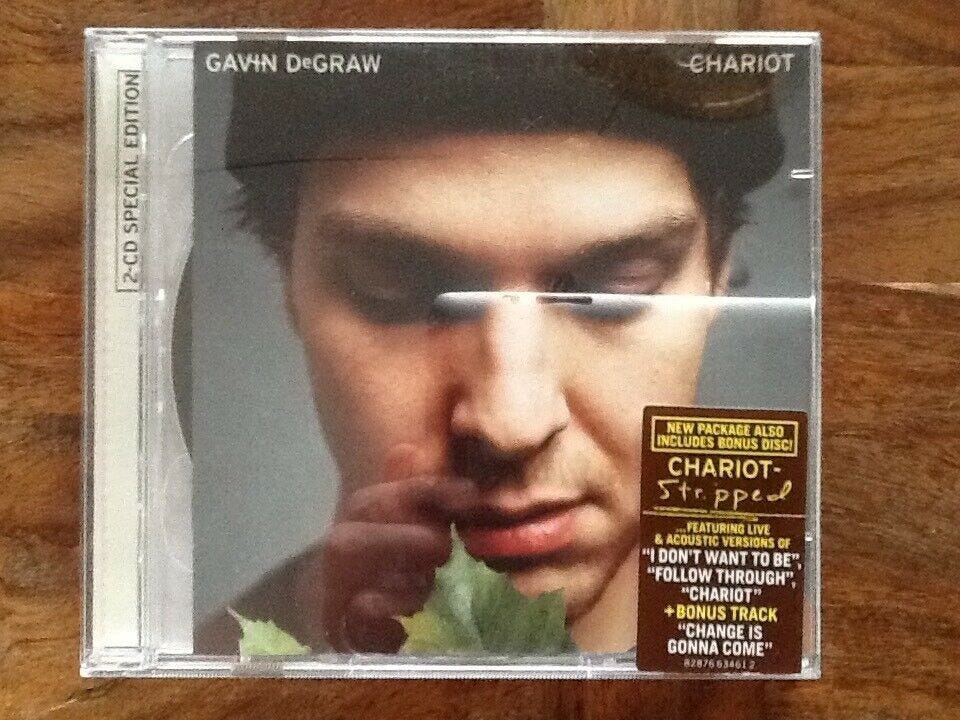 GAVIN DeGRAW
CHARIOT
2-CD SPECIAL EDITION
NEW PACKAGE ALSO
INCLUDES BONUS DISC!
CHARIOT-
Stripped
...FEATURING LIVE
& ACOUSTIC VERSIONS OF
"I DON'T WANT TO BE",
"FOLLOW THROUGH",
"CHARIOT"
+BONUS TRACK
"CHANGE IS
GONNA COME"
82876 63461 2